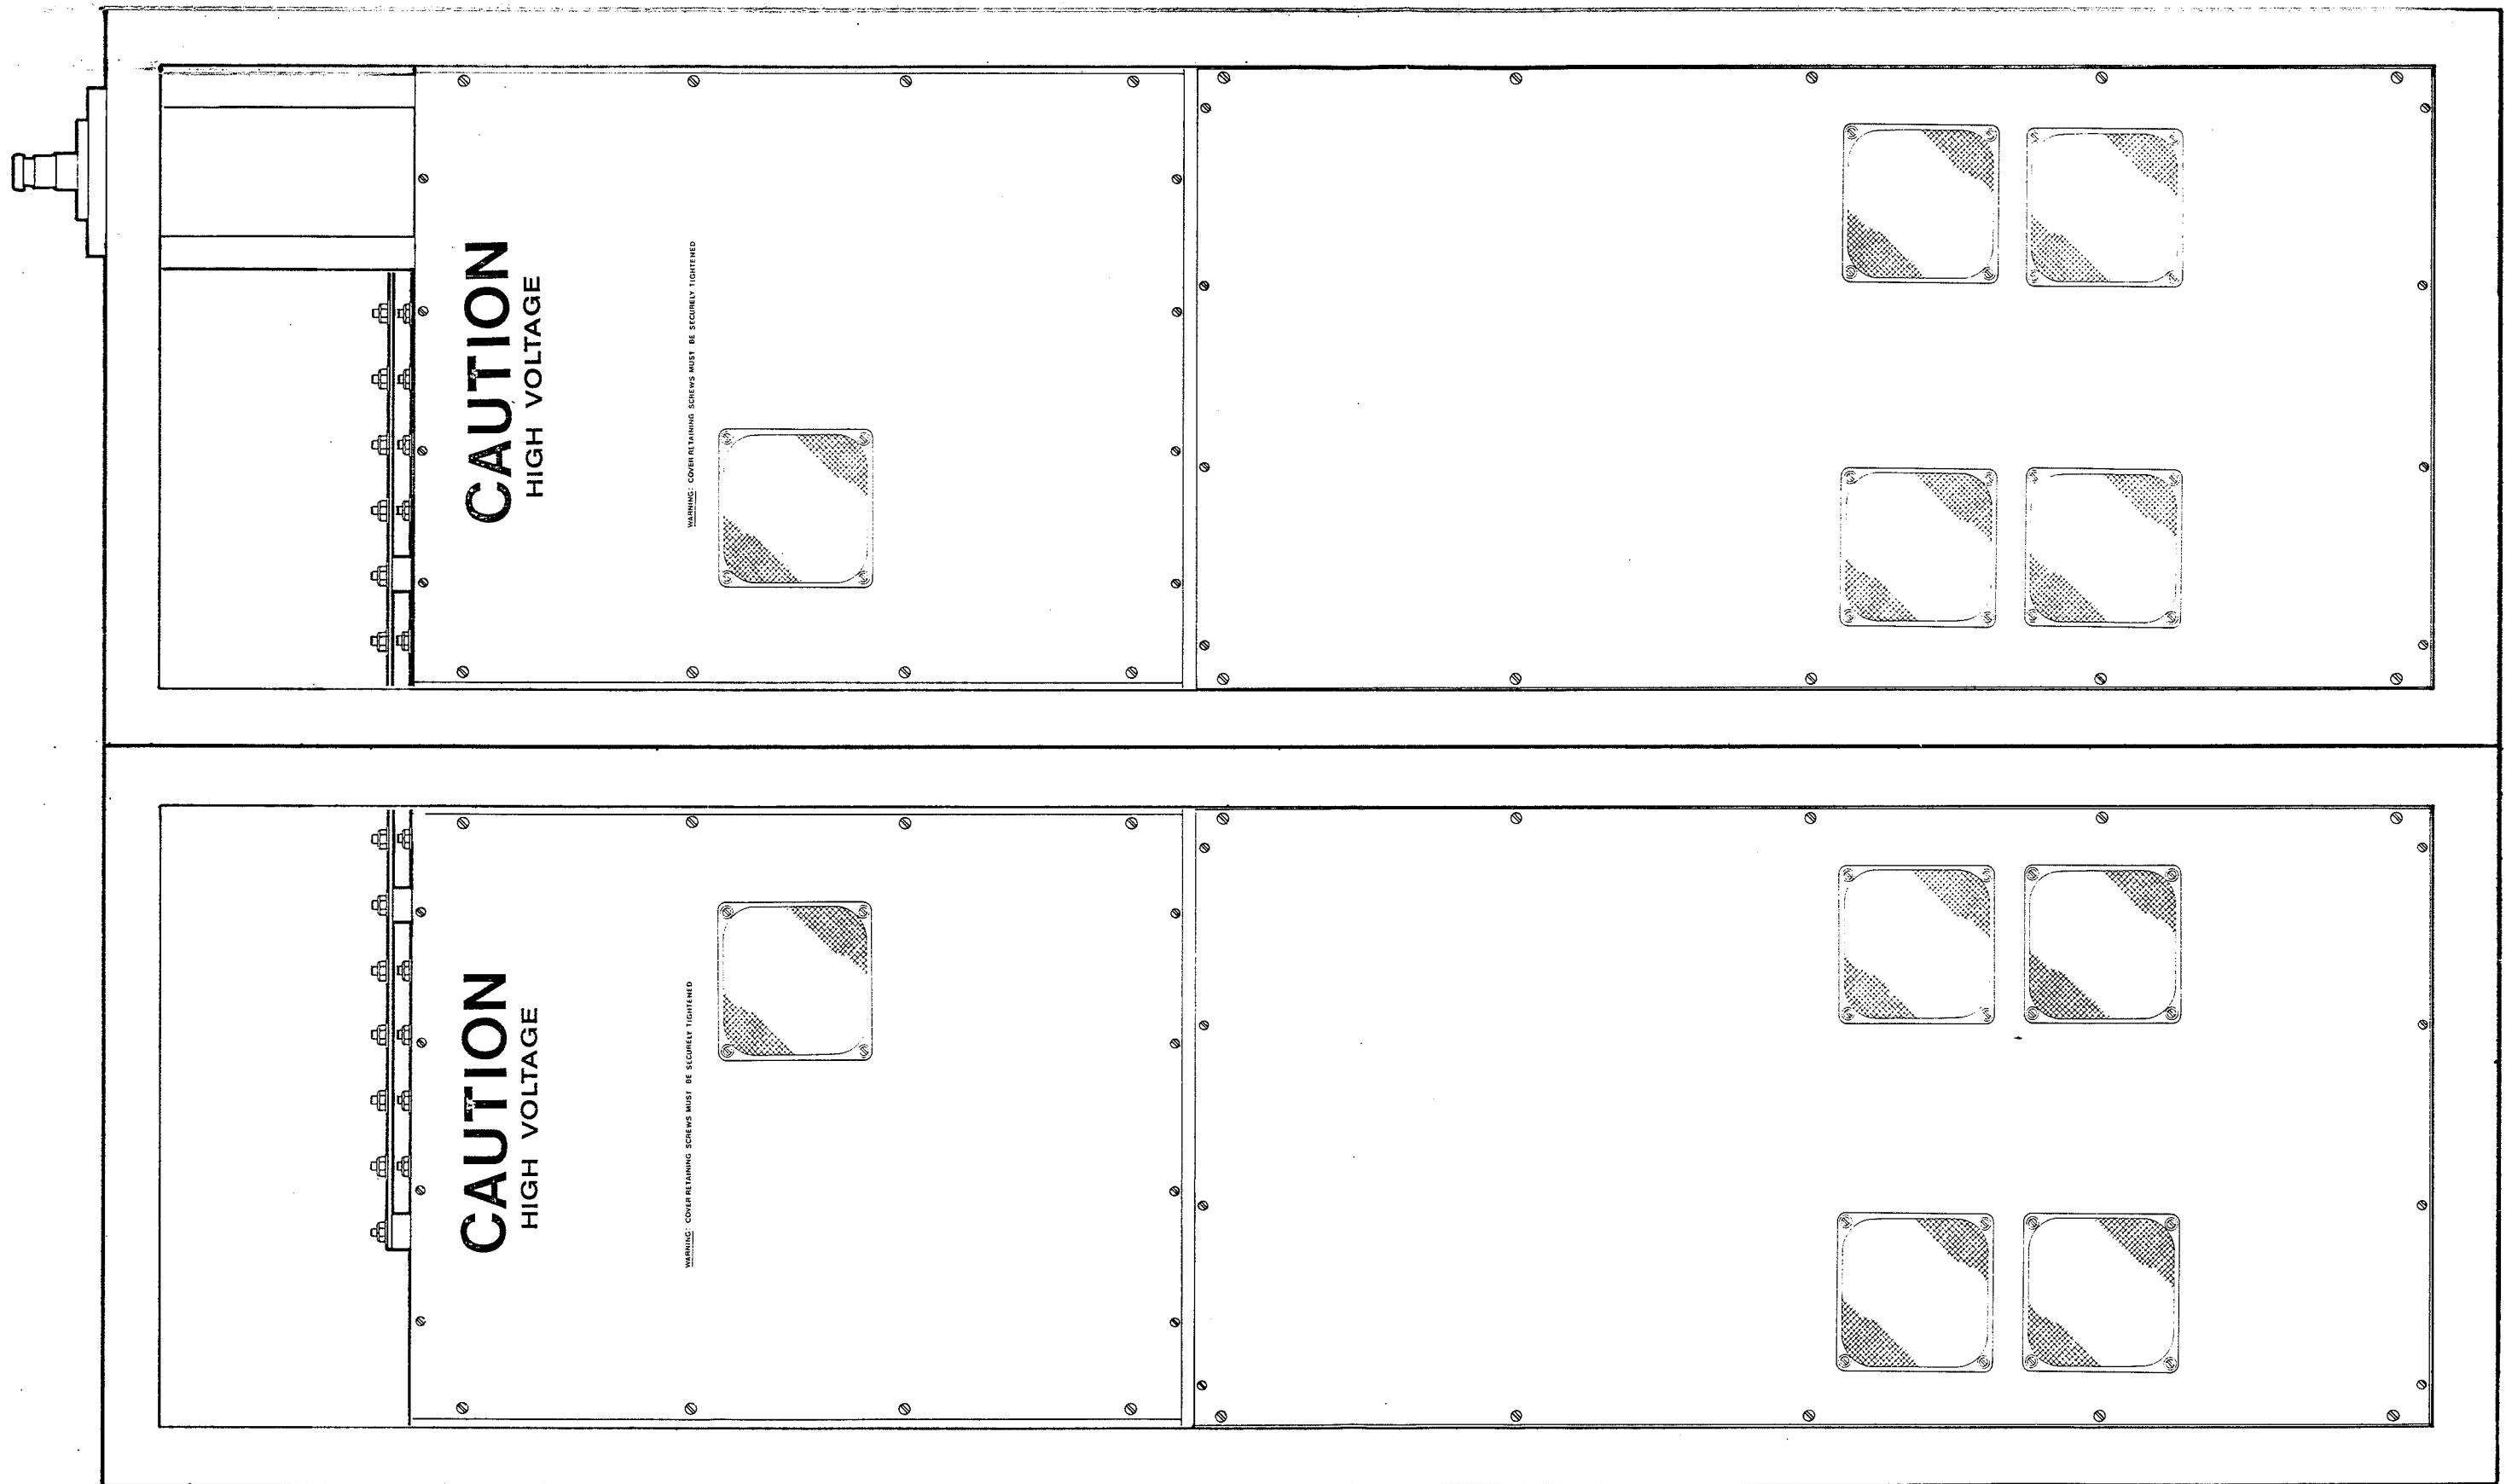 CAUTION
HIGH VOLTAGE
WARNING: COVER RETAINING SCREWS MUST BE SECURELY TIGHTENED
CAUTION
HIGH VOLTAGE
WARNING: COVER RETAINING SCREWS MUST BE SECURELY TIGHTENED